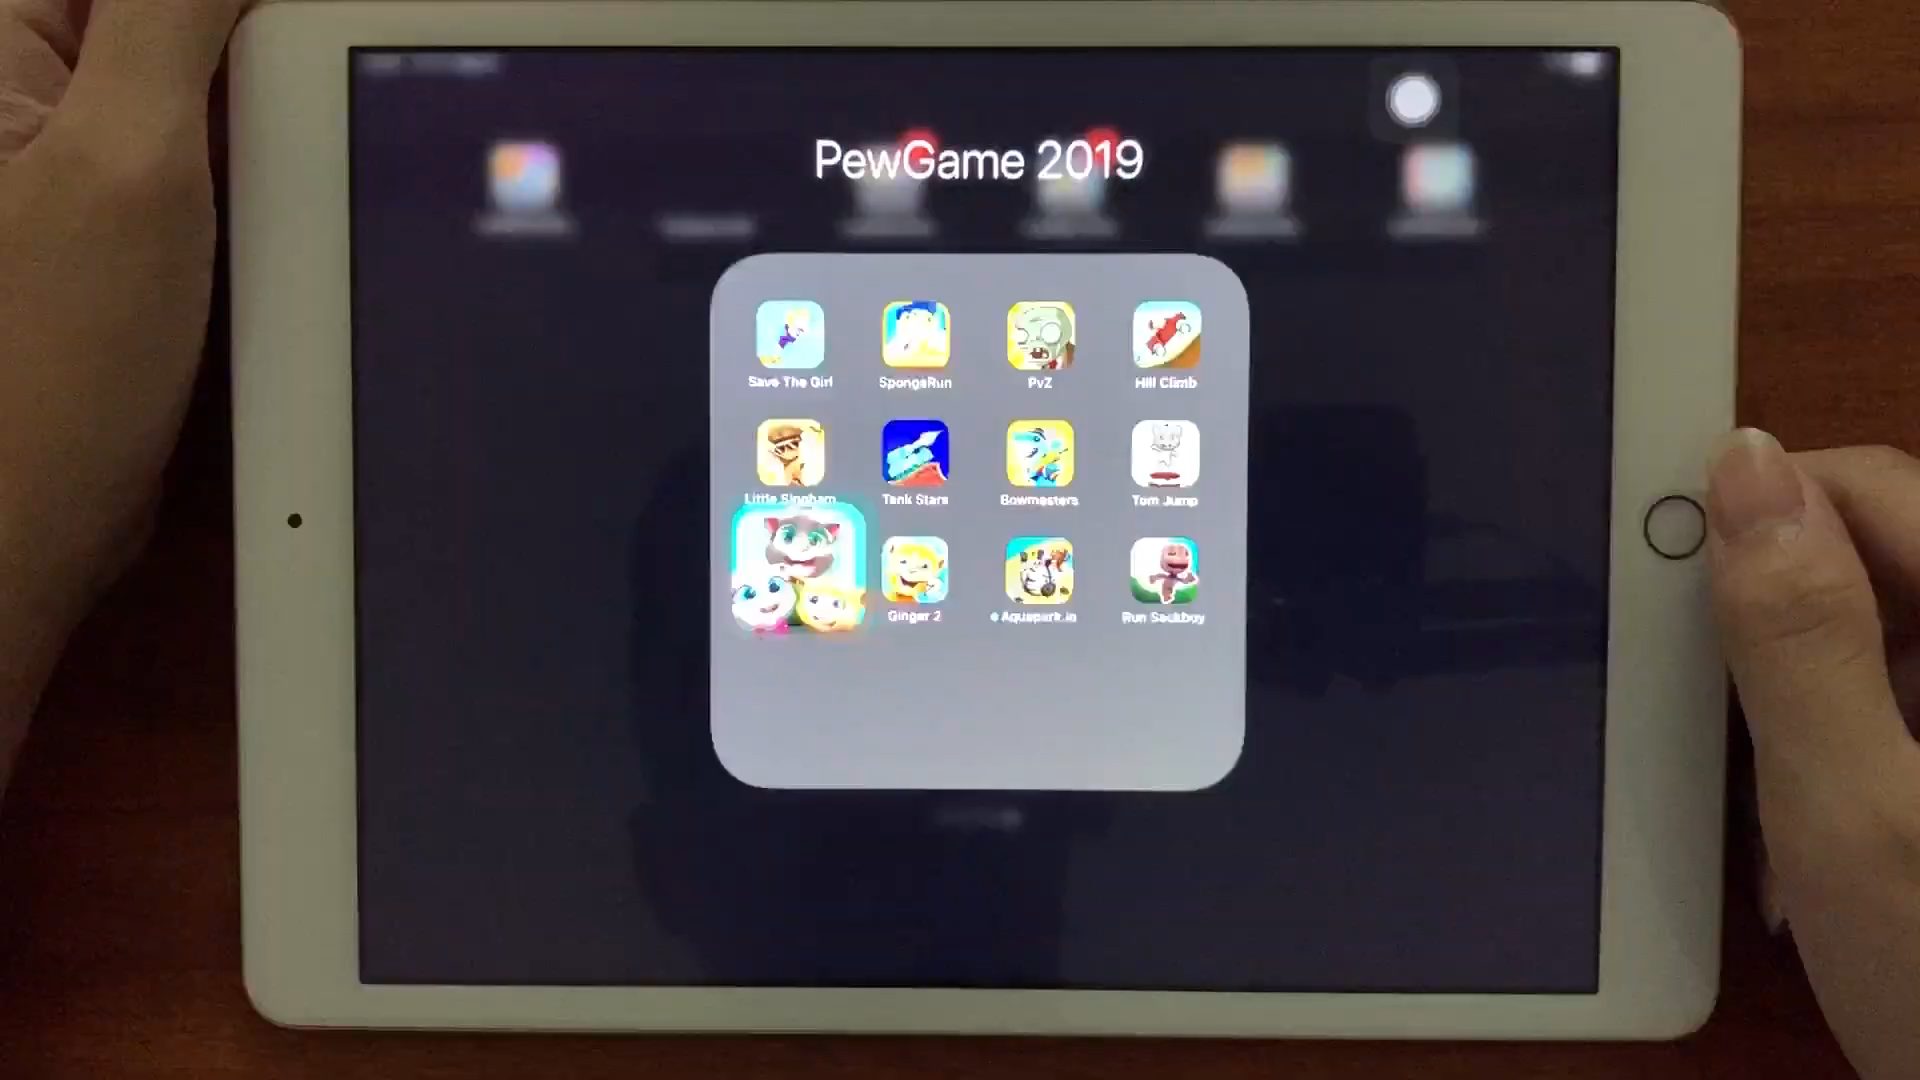 PewGame 2019
Save The Girl
SpongeRun
PvZ
Hill Climb
Little Singham...
Tank Stars
Bowmasters
Tom Jump
Ginger 2
Aquapark.io
Run Sackboy